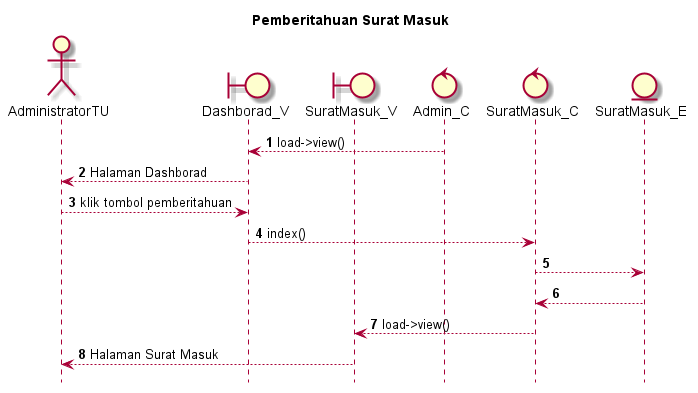 Pemberitahuan Surat Masuk
AdministratorTU Dashborad_V SuratMasuk_V Admin_C SuratMasuk_C SuratMasuk_E
1 load->view()
2 Halaman Dashborad
3 klik tombol pemberitahuan
4 index()
5
6
7 load->view()
8 Halaman Surat Masuk